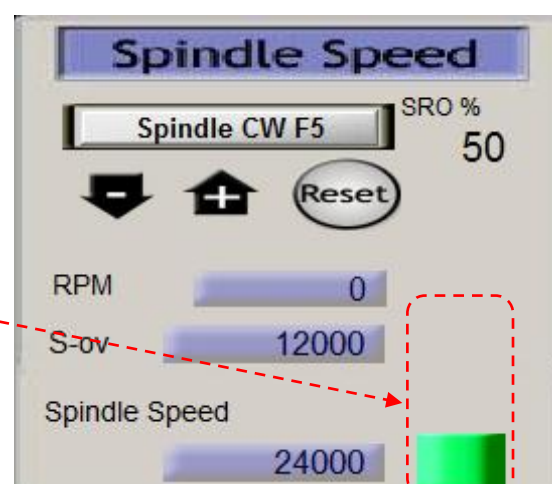 Spindle Speed
Spindle CW F5
SRO %
50
- + Reset
RPM 0
S-ov 12000
Spindle Speed
24000